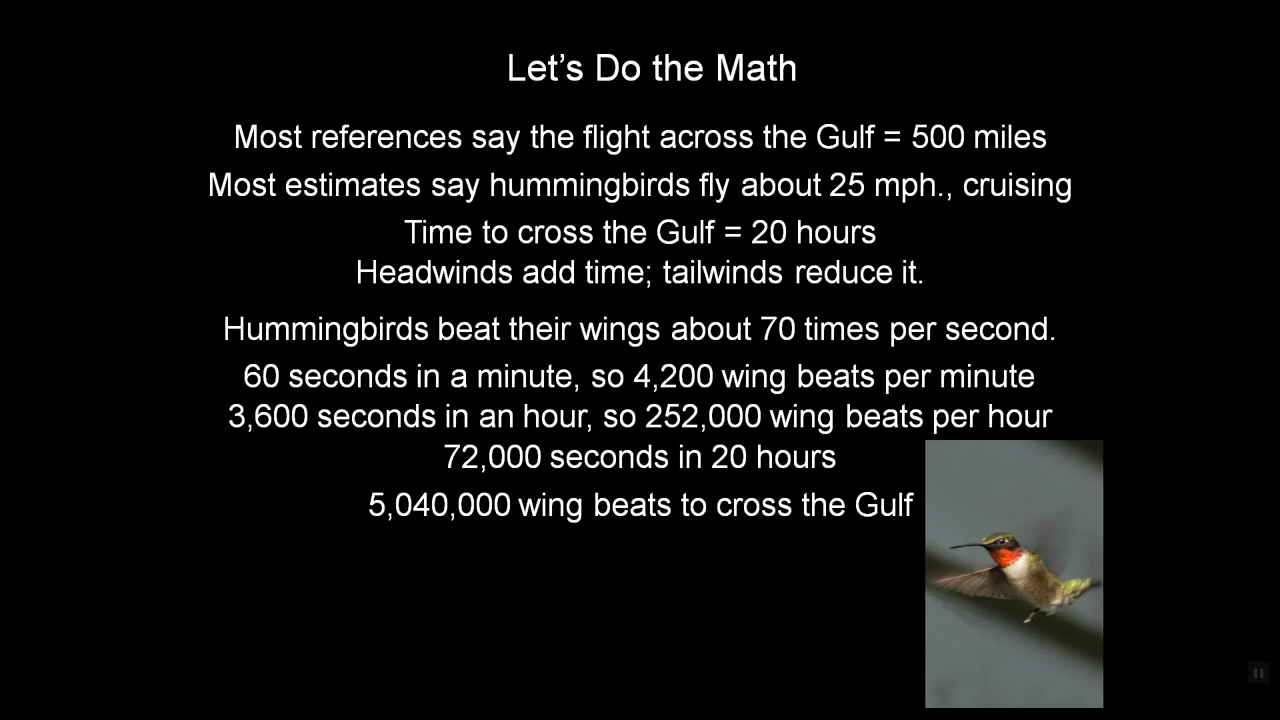 Let’s Do the Math
Most references say the flight across the Gulf = 500 miles
Most estimates say hummingbirds fly about 25 mph., cruising
Time to cross the Gulf = 20 hours
Headwinds add time; tailwinds reduce it.
Hummingbirds beat their wings about 70 times per second.
60 seconds in a minute, so 4,200 wing beats per minute
3,600 seconds in an hour, so 252,000 wing beats per hour
72,000 seconds in 20 hours
5,040,000 wing beats to cross the Gulf